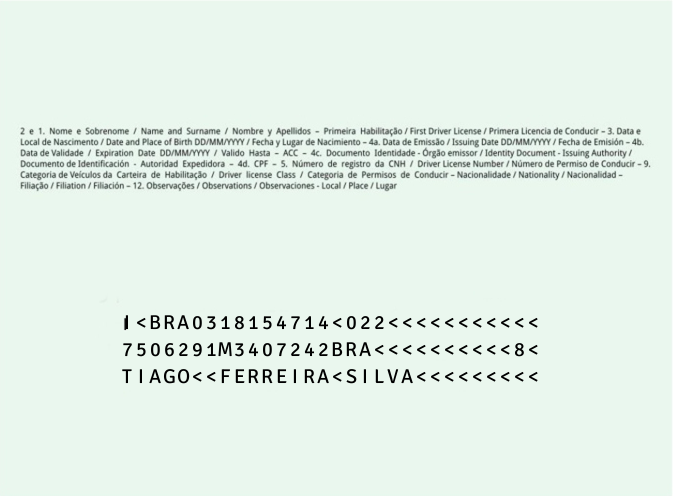 2 e 1. Nome e Sobrenome / Name and Surname / Nombre y Apellidos – Primeira Habilitação / First Driver License / Primera Licencia de Conducir – 3. Data e
Local de Nascimento / Date and Place of Birth DD/MM/YYYY / Fecha y Lugar de Nacimiento – 4a. Data de Emissão / Issuing Date DD/MM/YYYY / Fecha de Emisión – 4b.
Data de Validade / Expiration Date DD/MM/YYYY / Valido Hasta – ACC – 4c. Documento Identidade - Órgão emissor / Identity Document - Issuing Authority /
Documento de Identificación - Autoridad Expedidora – 4d. CPF – 5. Número de registro da CNH / Driver License Number / Número de Permiso de Conducir – 9.
Categoria de Veículos da Carteira de Habilitação / Driver license Class / Categoria de Permisos de Conducir – Nacionalidade / Nationality / Nacionalidad –
Filiação / Filiation / Filiación – 12. Observações / Observations / Observaciones - Local / Place / Lugar
I<BRA0318154714<022<<<<<<<<<<<
7506291M3407242BRA<<<<<<<<<<8<
TIAGO<<FERREIRA<SILVA<<<<<<<<<